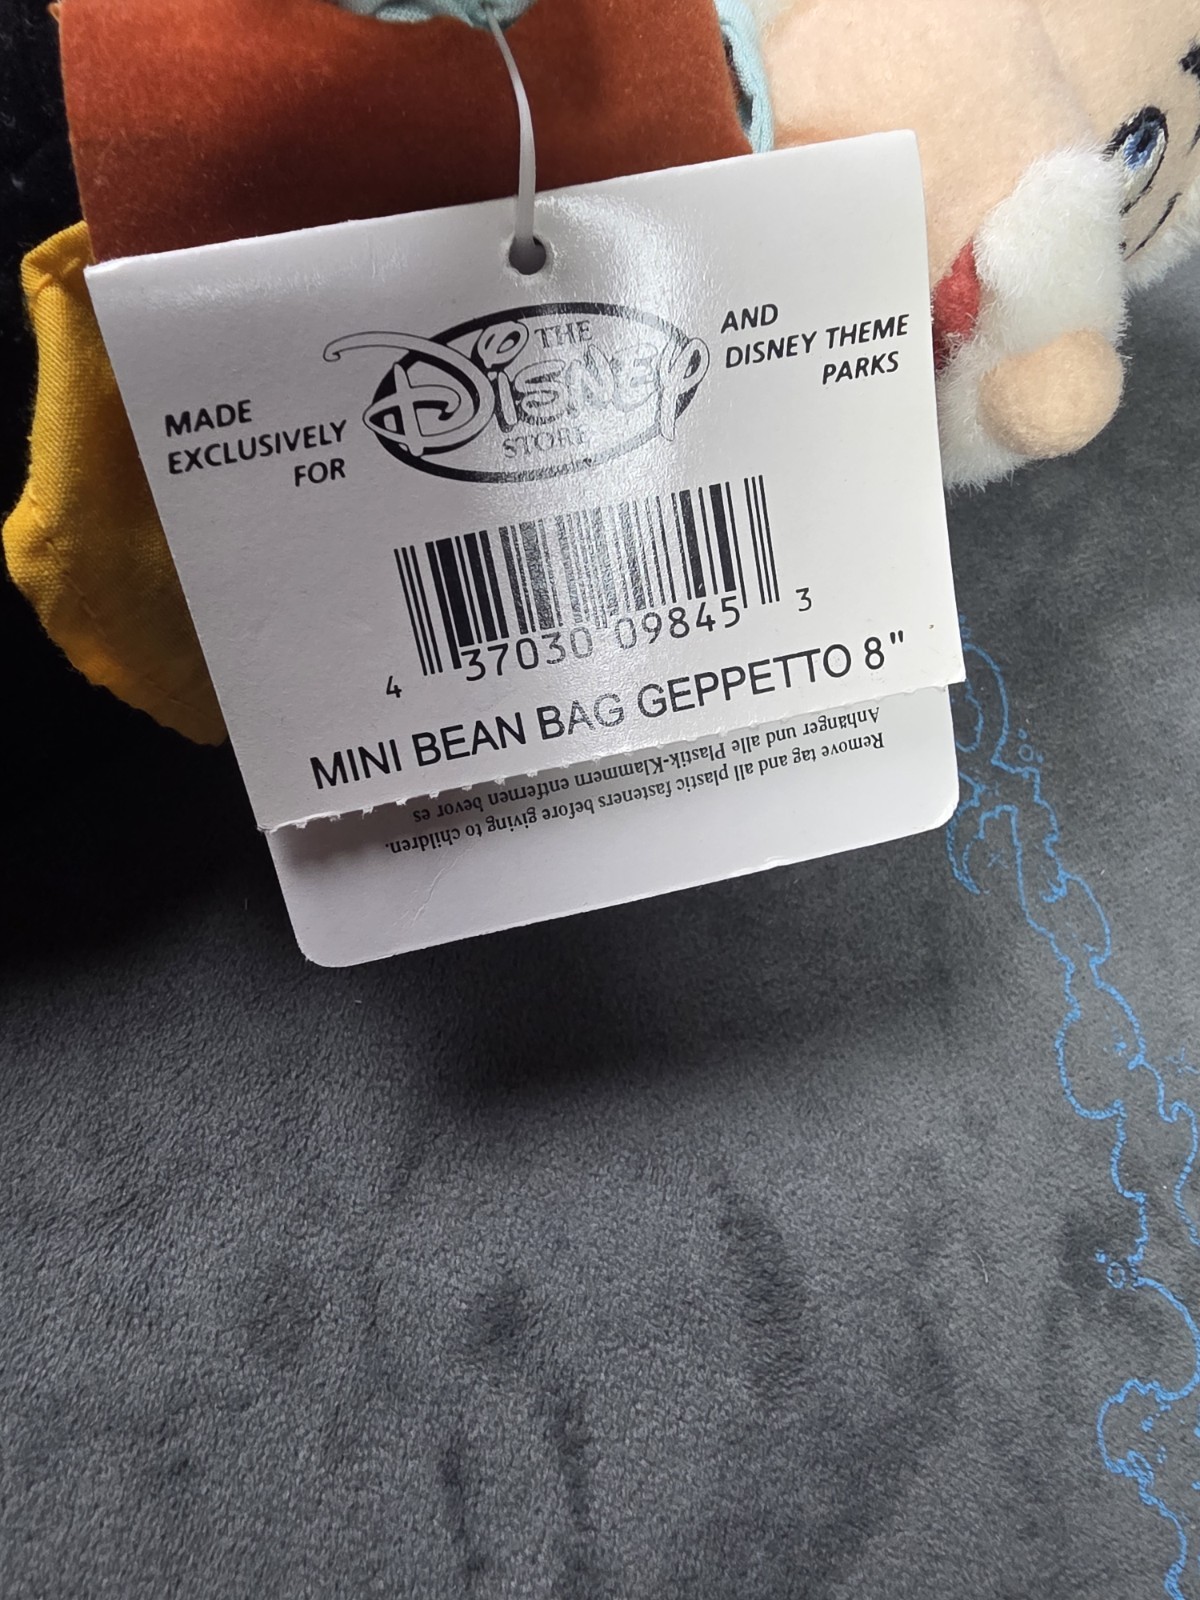 MADE
EXCLUSIVELY
FOR
THE
Disney
STORE
AND
DISNEY THEME
PARKS
4 37030 09845 3
MINI BEAN BAG GEPPETTO 8"
Remove tag and all plastic fasteners before giving to children.
Anhänger und alle Plastik-Klammern entfernen bevor es